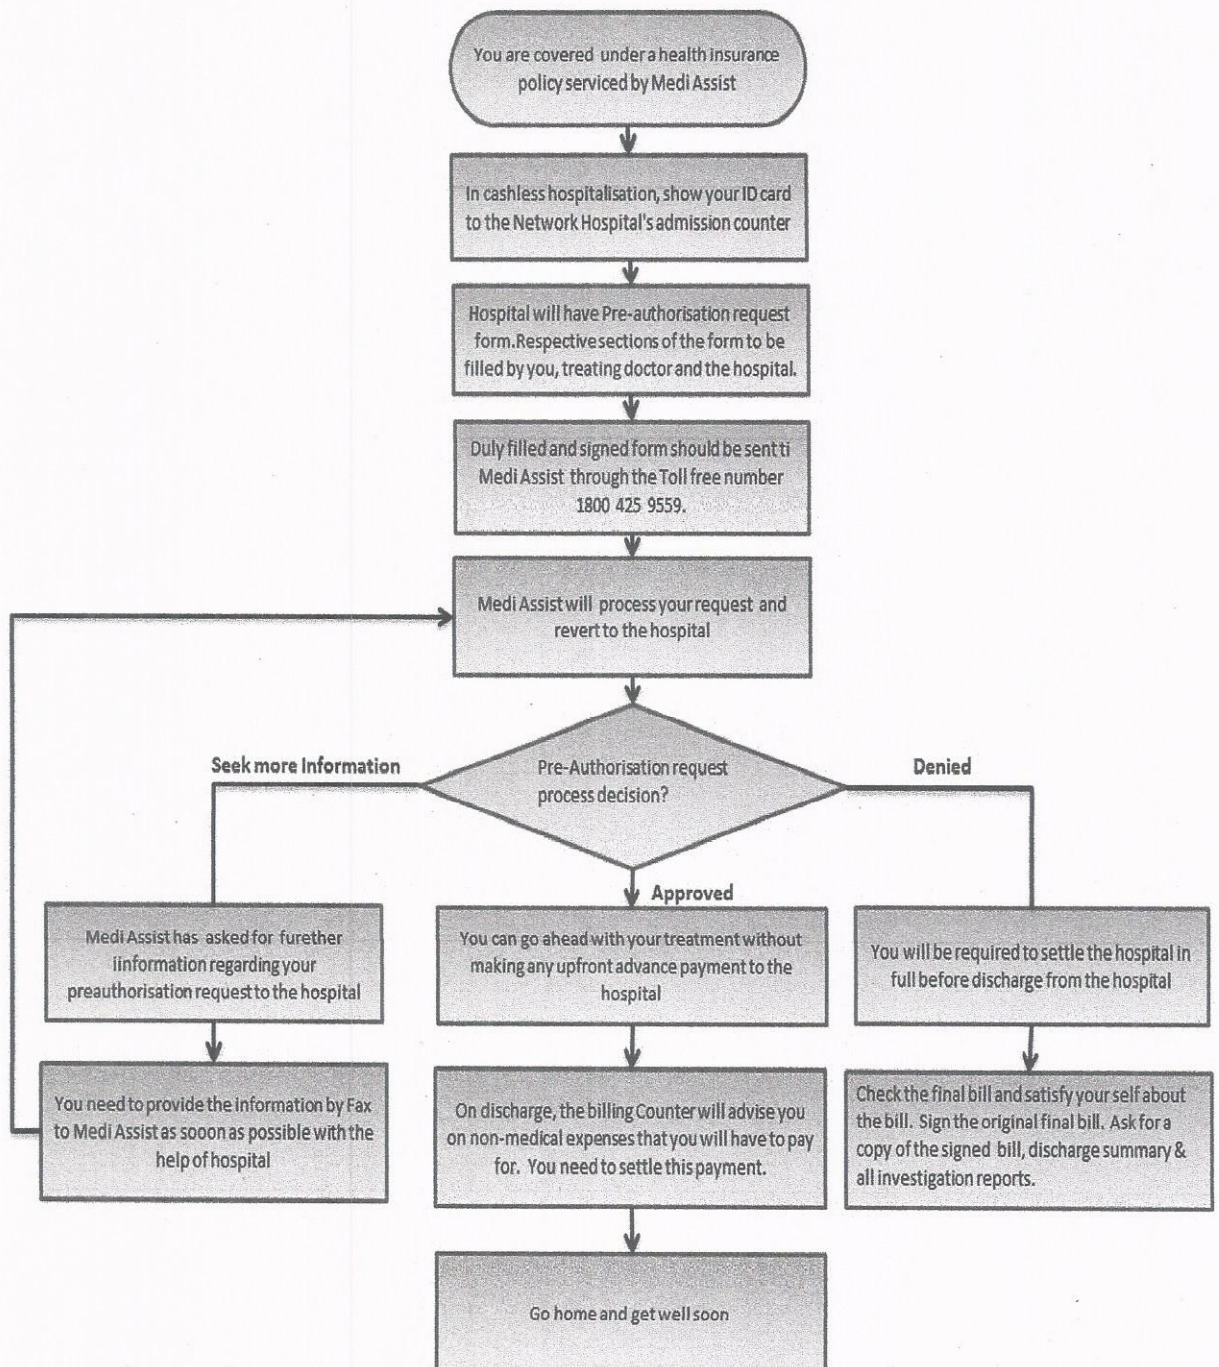 You are covered under a health insurance
policy serviced by Medi Assist
In cashless hospitalisation, show your ID card
to the Network Hospital's admission counter
Hospital will have Pre-authorisation request
form.Respective sections of the form to be
filled by you, treating doctor and the hospital.
Duly filled and signed form should be sent ti
Medi Assist through the Toll free number
1800 425 9559.
Medi Assist will process your request and
revert to the hospital
Pre-Authorisation request
process decision?
Seek more Information
Denied
Approved
Medi Assist has asked for furether
iinformation regarding your
preauthorisation request to the hospital
You need to provide the information by Fax
to Medi Assist as sooon as possible with the
help of hospital
You can go ahead with your treatment without
making any upfront advance payment to the
hospital
On discharge, the billing Counter will advise you
on non-medical expenses that you will have to pay
for. You need to settle this payment.
Go home and get well soon
You will be required to settle the hospital in
full before discharge from the hospital
Check the final bill and satisfy your self about
the bill. Sign the original final bill. Ask for a
copy of the signed bill, discharge summary &
all investigation reports.